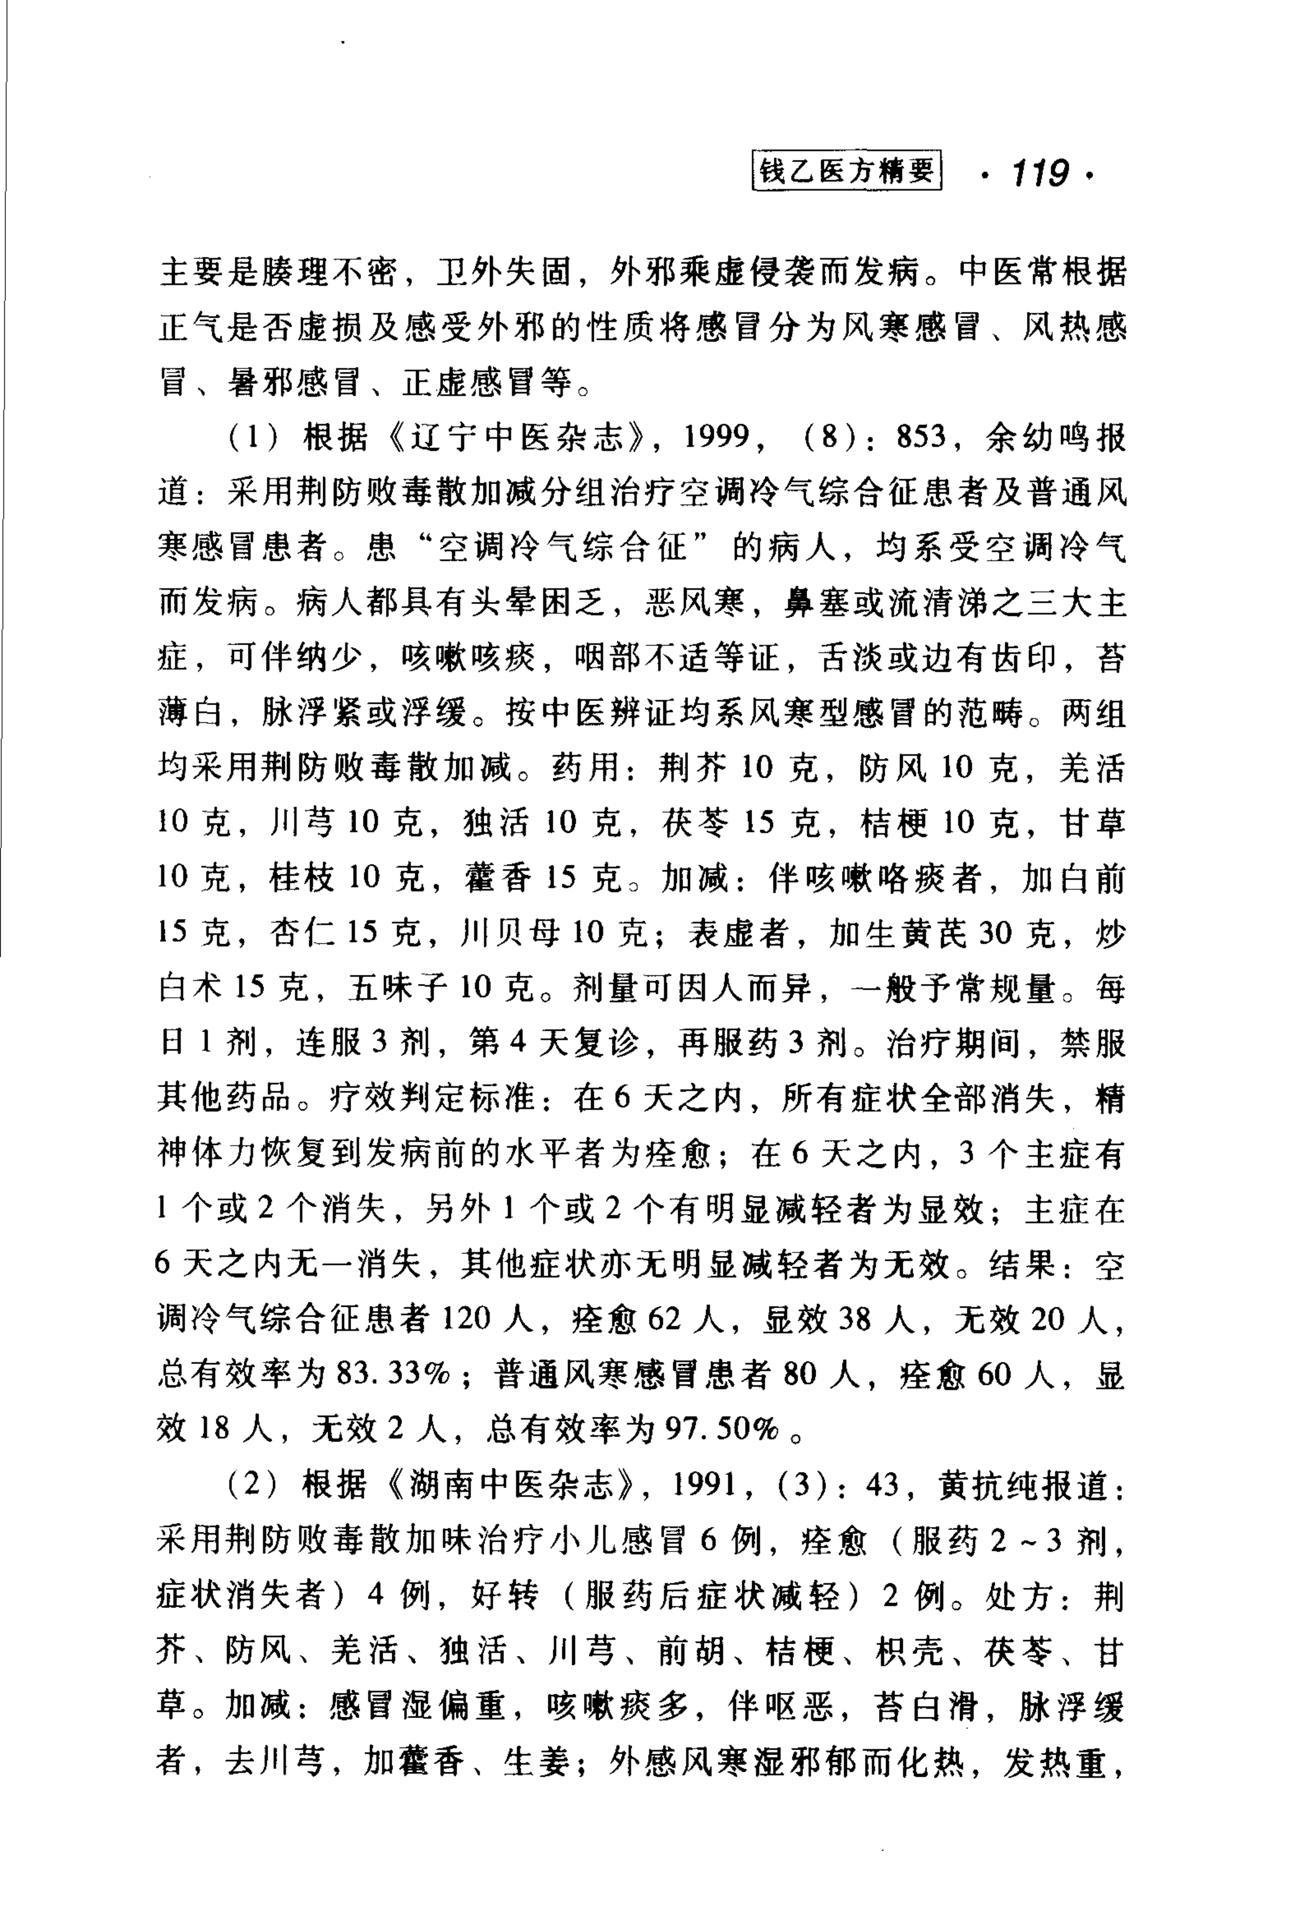 钱乙医方精要 · 119 ·
主要是腠理不密，卫外失固，外邪乘虚侵袭而发病。中医常根据
正气是否虚损及感受外邪的性质将感冒分为风寒感冒、风热感
冒、暑邪感冒、正虚感冒等。
(1) 根据《辽宁中医杂志》，1999，(8)：853，余幼鸣报
道：采用荆防败毒散加减分组治疗空调冷气综合征患者及普通风
寒感冒患者。患“空调冷气综合征”的病人，均系受空调冷气
而发病。病人都具有头晕困乏，恶风寒，鼻塞或流清涕之三大主
症，可伴纳少，咳嗽咳痰，咽部不适等证，舌淡或边有齿印，苔
薄白，脉浮紧或浮缓。按中医辨证均系风寒型感冒的范畴。两组
均采用荆防败毒散加减。药用：荆芥 10 克，防风 10 克，羌活
10 克，川芎 10 克，独活 10 克，茯苓 15 克，桔梗 10 克，甘草
10 克，桂枝 10 克，藿香 15 克。加减：伴咳嗽咯痰者，加白前
15 克，杏仁 15 克，川贝母 10 克；表虚者，加生黄芪 30 克，炒
白术 15 克，五味子 10 克。剂量可因人而异，一般予常规量。每
日 1 剂，连服 3 剂，第 4 天复诊，再服药 3 剂。治疗期间，禁服
其他药品。疗效判定标准：在 6 天之内，所有症状全部消失，精
神体力恢复到发病前的水平者为痊愈；在 6 天之内，3 个主症有
1 个或 2 个消失，另外 1 个或 2 个有明显减轻者为显效；主症在
6 天之内无一消失，其他症状亦无明显减轻者为无效。结果：空
调冷气综合征患者 120 人，痊愈 62 人，显效 38 人，无效 20 人，
总有效率为 83.33%；普通风寒感冒患者 80 人，痊愈 60 人，显
效 18 人，无效 2 人，总有效率为 97.50%。
(2) 根据《湖南中医杂志》，1991，(3)：43，黄抗纯报道：
采用荆防败毒散加味治疗小儿感冒 6 例，痊愈（服药 2～3 剂，
症状消失者）4 例，好转（服药后症状减轻）2 例。处方：荆
芥、防风、羌活、独活、川芎、前胡、桔梗、枳壳、茯苓、甘
草。加减：感冒湿偏重，咳嗽痰多，伴呕恶，苔白滑，脉浮缓
者，去川芎，加藿香、生姜；外感风寒湿邪郁而化热，发热重，